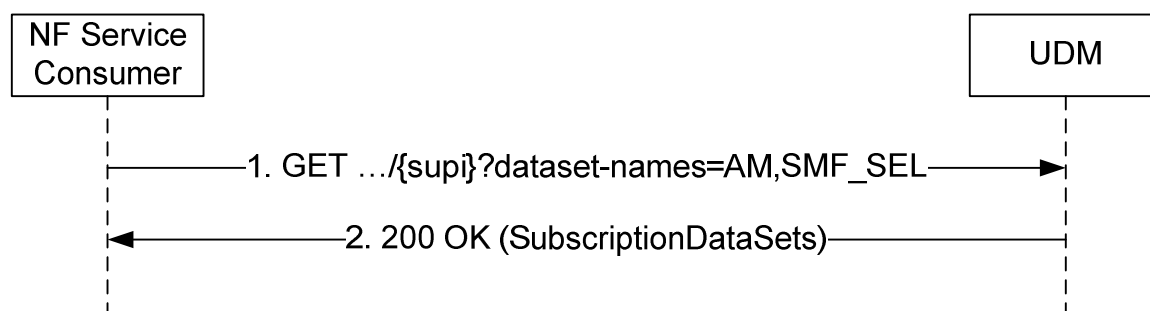 NF Service
Consumer
UDM
1. GET …/{supi}?dataset-names=AM,SMF_SEL
2. 200 OK (SubscriptionDataSets)